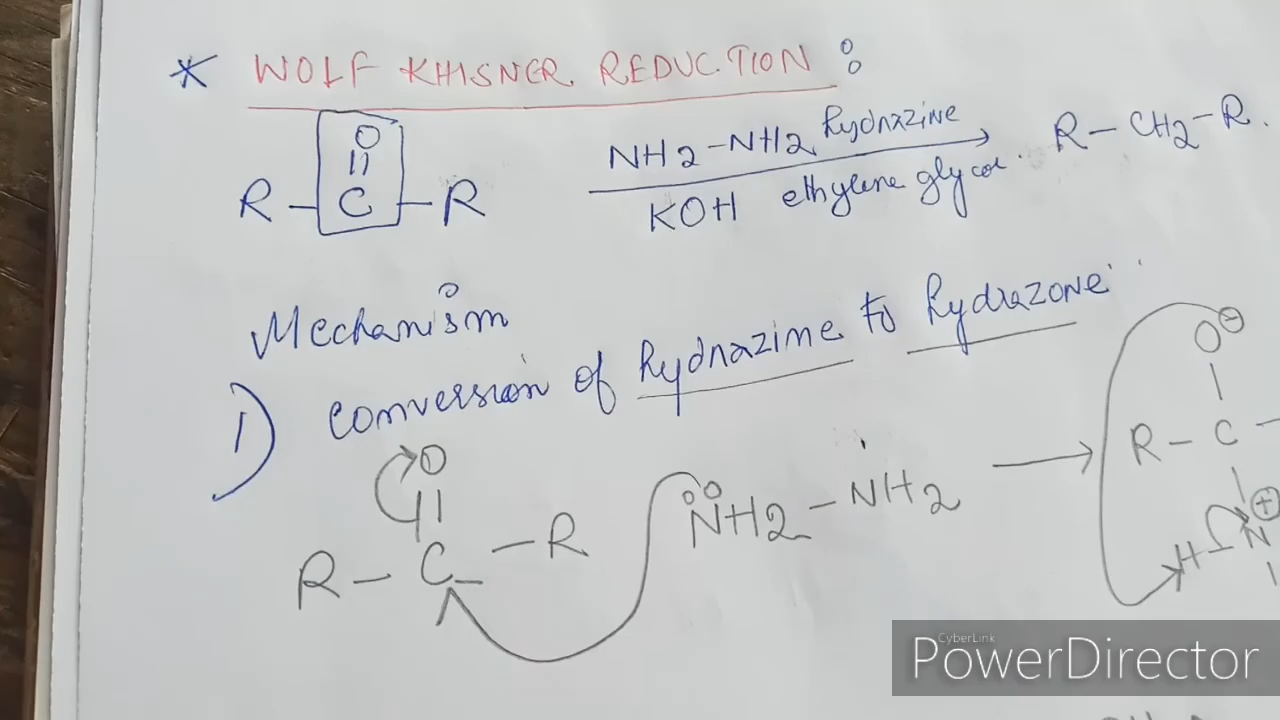 * WOLF KHISNER REDUCTION :
O
||
R - C - R
NH2 - NH2 hydrazine
KOH ethylene glycol
R - CH2 - R.
Mechanism
1) conversion of hydrazime to hydrazone
O
||
R - C - R
NH2 - NH2
O⊖
R - C -
⊕
H N
CyberLink
PowerDirector